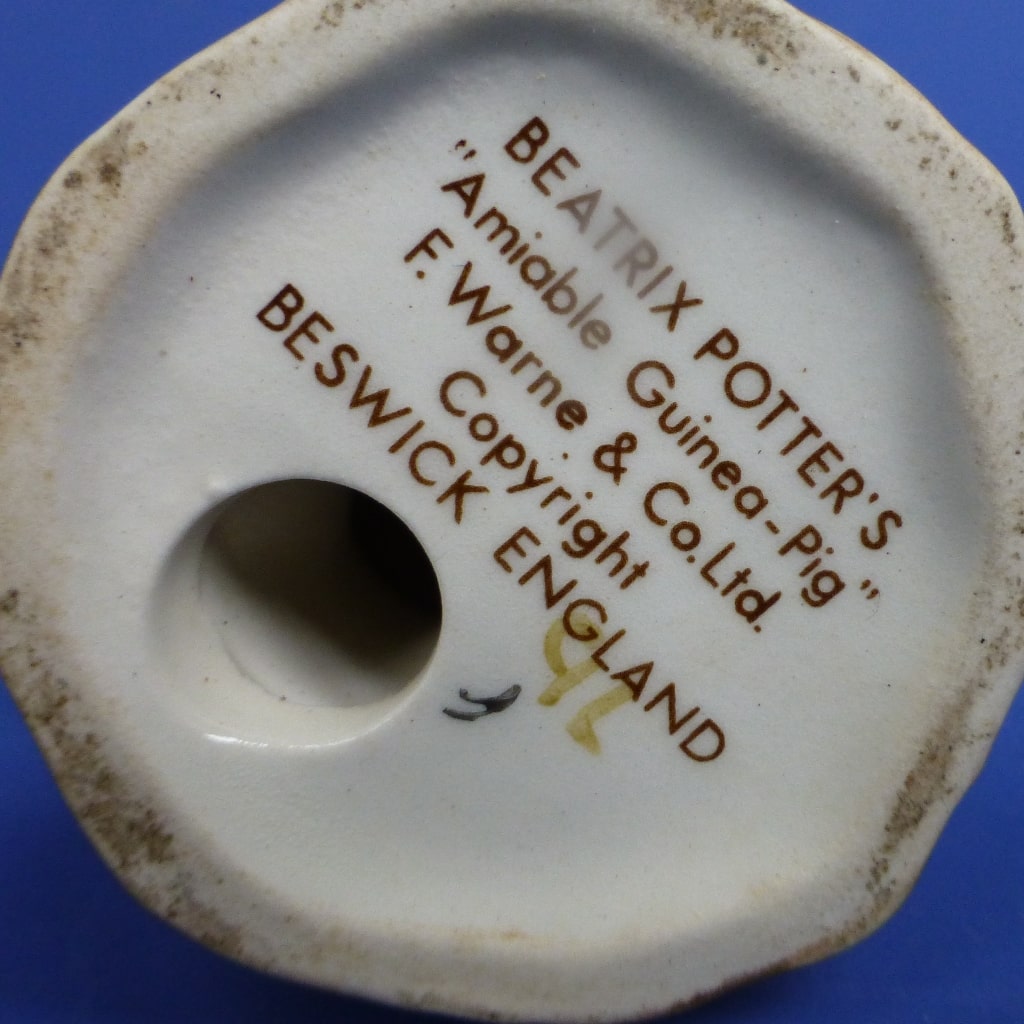 BEATRIX POTTER'S
"Amiable Guinea-Pig"
F. Warne & Co.Ltd.
Copyright
BESWICK ENGLAND